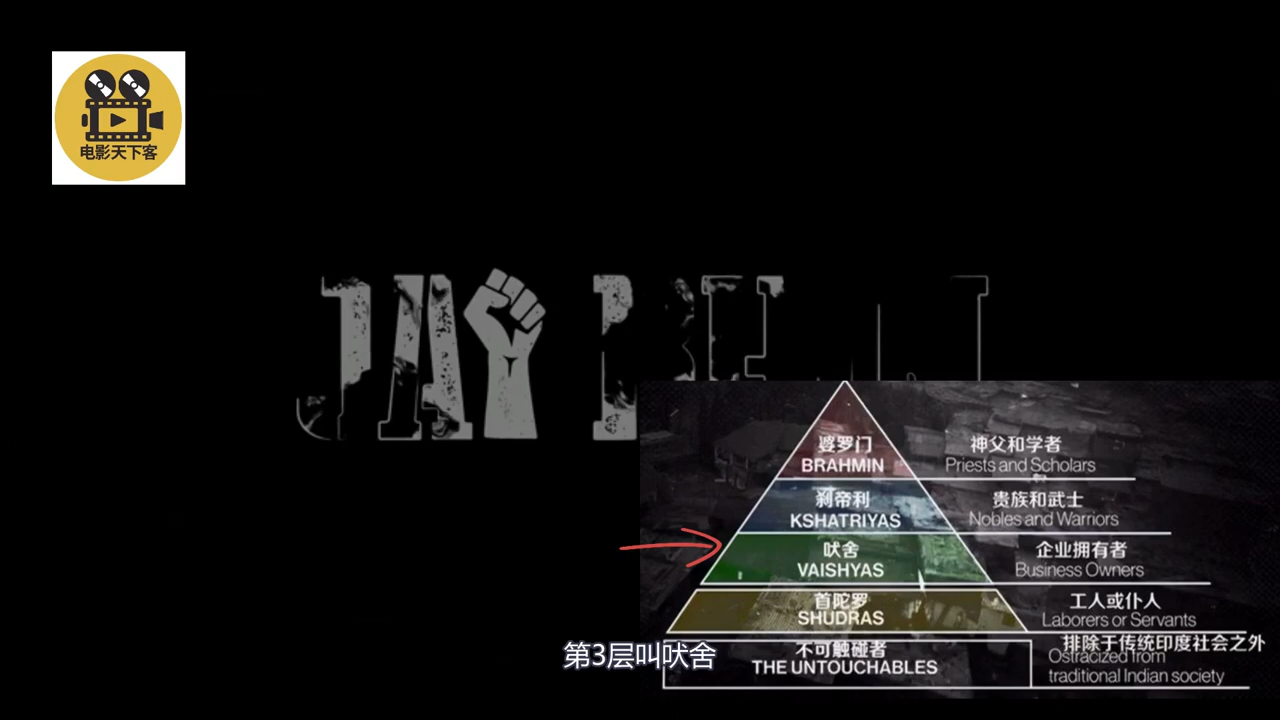 电影天下客
JAI BHIM
婆罗门
BRAHMIN
神父和学者
Priests and Scholars
刹帝利
KSHATRIYAS
贵族和武士
Nobles and Warriors
吠舍
VAISHYAS
企业拥有者
Business Owners
首陀罗
SHUDRAS
工人或仆人
Laborers or Servants
不可触碰者
THE UNTOUCHABLES
排除于传统印度社会之外
Ostracized from
traditional Indian society
第3层叫吠舍